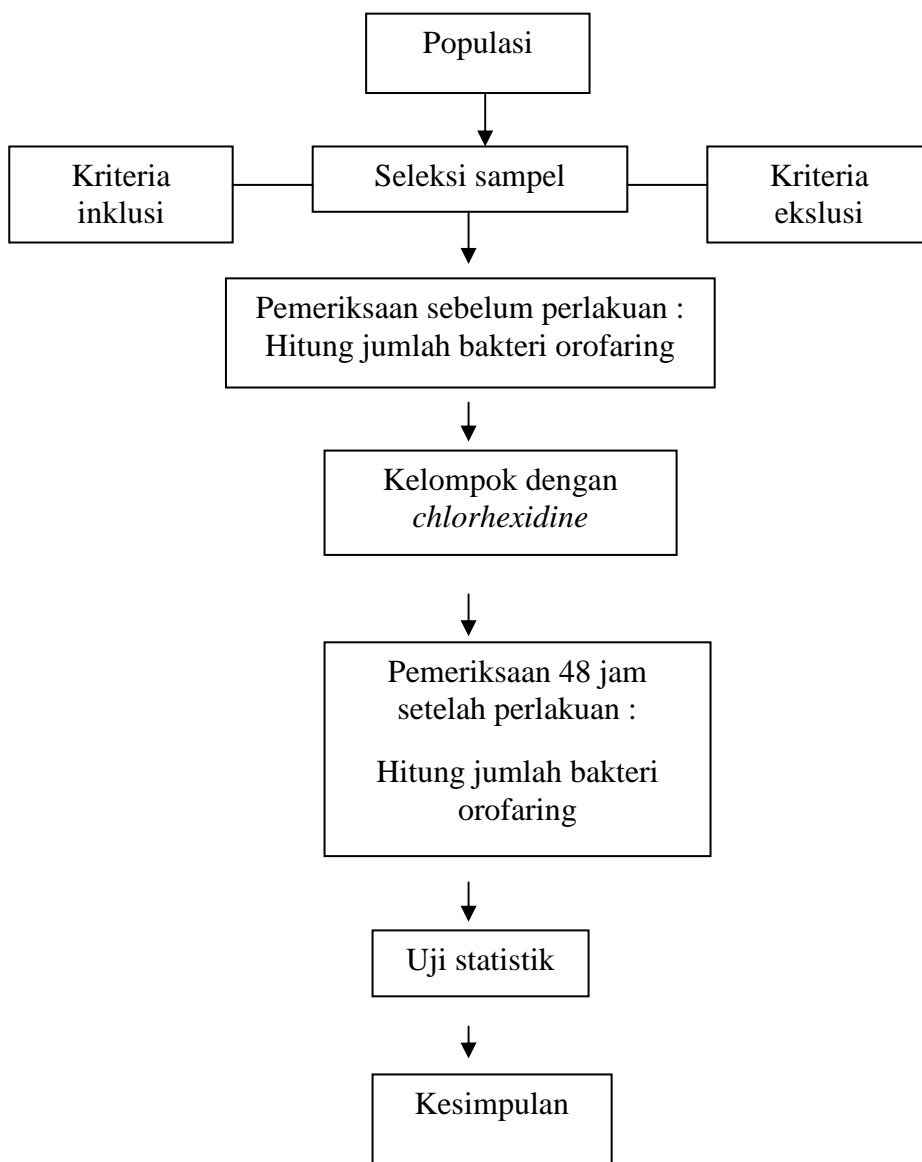 Populasi
Kriteria
inklusi
Seleksi sampel
Kriteria
ekslusi
Pemeriksaan sebelum perlakuan :
Hitung jumlah bakteri orofaring
Kelompok dengan
chlorhexidine
Pemeriksaan 48 jam
setelah perlakuan :
Hitung jumlah bakteri
orofaring
Uji statistik
Kesimpulan